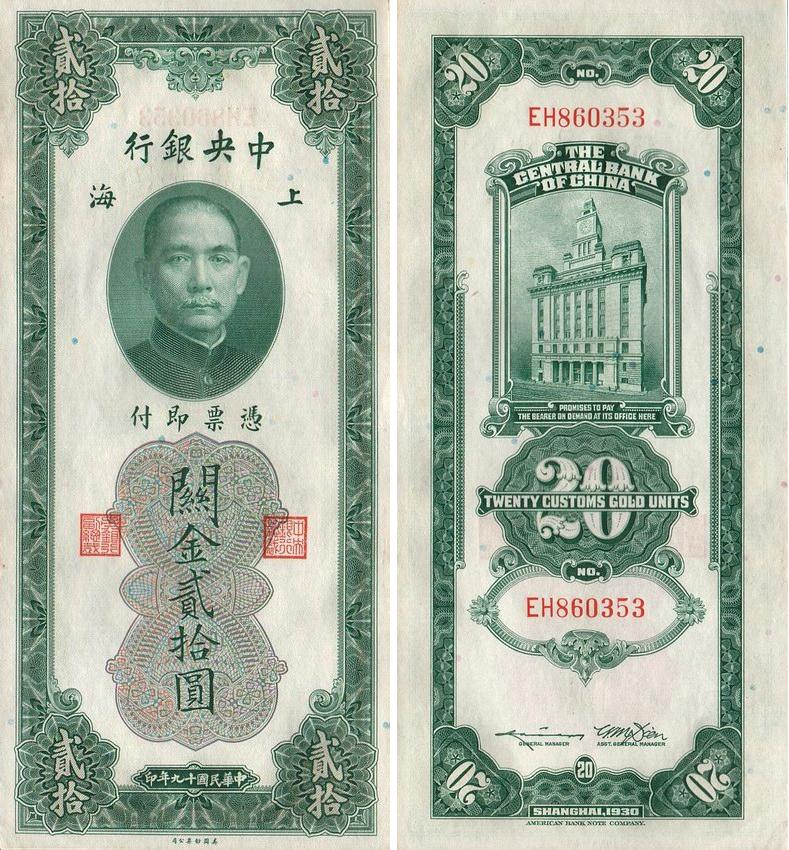 貳拾
貳拾
中央銀行
上海
憑票即付
關金貳拾圓
貳拾
貳拾
中華民國十九年印
美國鈔票公司
20
20
NO.
EH860353
THE
CENTRAL BANK
OF CHINA
PROMISES TO PAY
THE BEARER ON DEMAND AT ITS OFFICE HERE
20
TWENTY CUSTOMS GOLD UNITS
NO.
EH860353
GENERAL MANAGER
ASST. GENERAL MANAGER
20
20
20
SHANGHAI, 1930
AMERICAN BANK NOTE COMPANY.